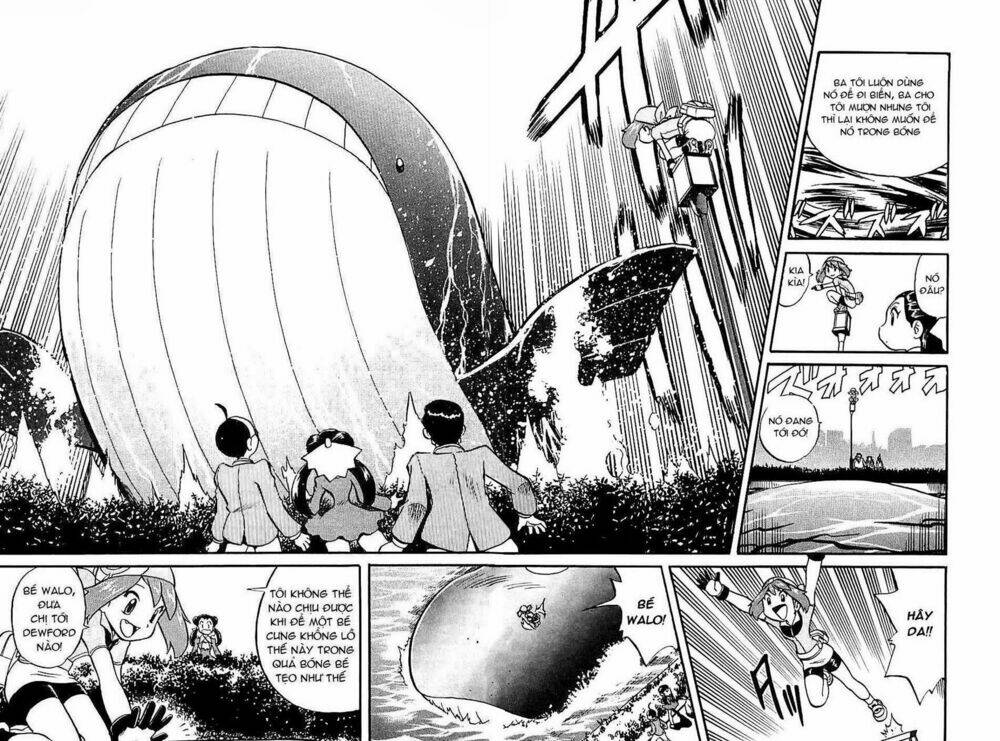 BA TÔI LUÔN DÙNG
NÓ ĐỂ ĐI BIỂN, BA CHO
TÔI MƯỢN NHƯNG TÔI
THÌ LẠI KHÔNG MUỐN ĐỂ
NÓ TRONG BÓNG
NÓ
ĐÂU?
KIA
KÌA!
NÓ ĐANG
TỚI ĐÓ!
HÂY
DA!!
BÉ
WALO!
TÔI KHÔNG THỂ
NÀO CHỊU ĐƯỢC
KHI ĐỂ MỘT BÉ
CƯNG KHỔNG LỒ
THẾ NÀY TRONG
QUẢ BÓNG BÉ
TẸO NHƯ THẾ
BÉ WALO,
ĐƯA
CHỊ TỚI
DEWFORD
NÀO!